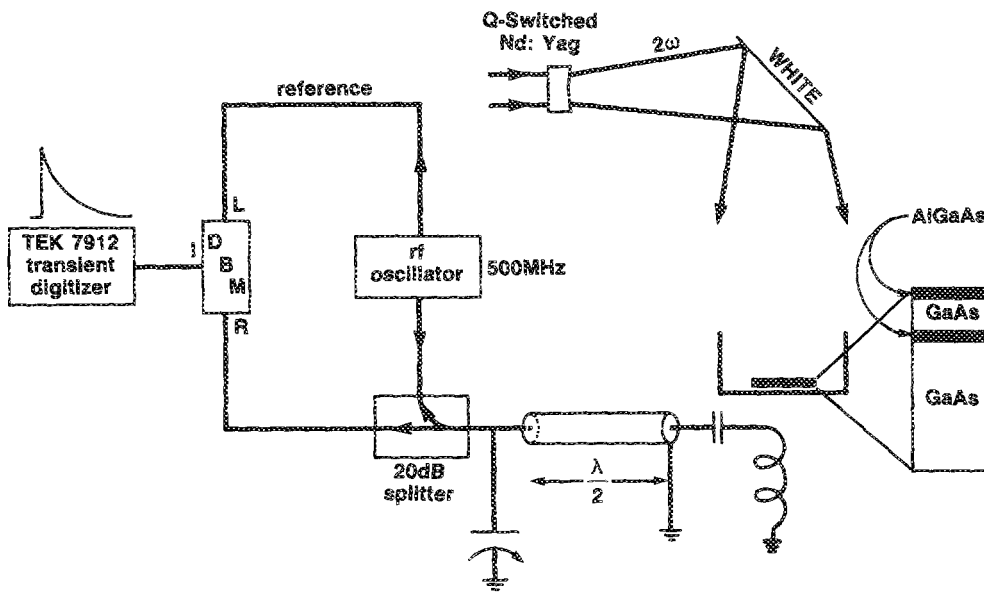 Q-Switched
Nd: Yag
2ω
WHITE
reference
L
TEK 7912
transient
digitizer
I
D
B
M
R
rf
oscillator
500MHz
AlGaAs
GaAs
GaAs
20dB
splitter
λ
2